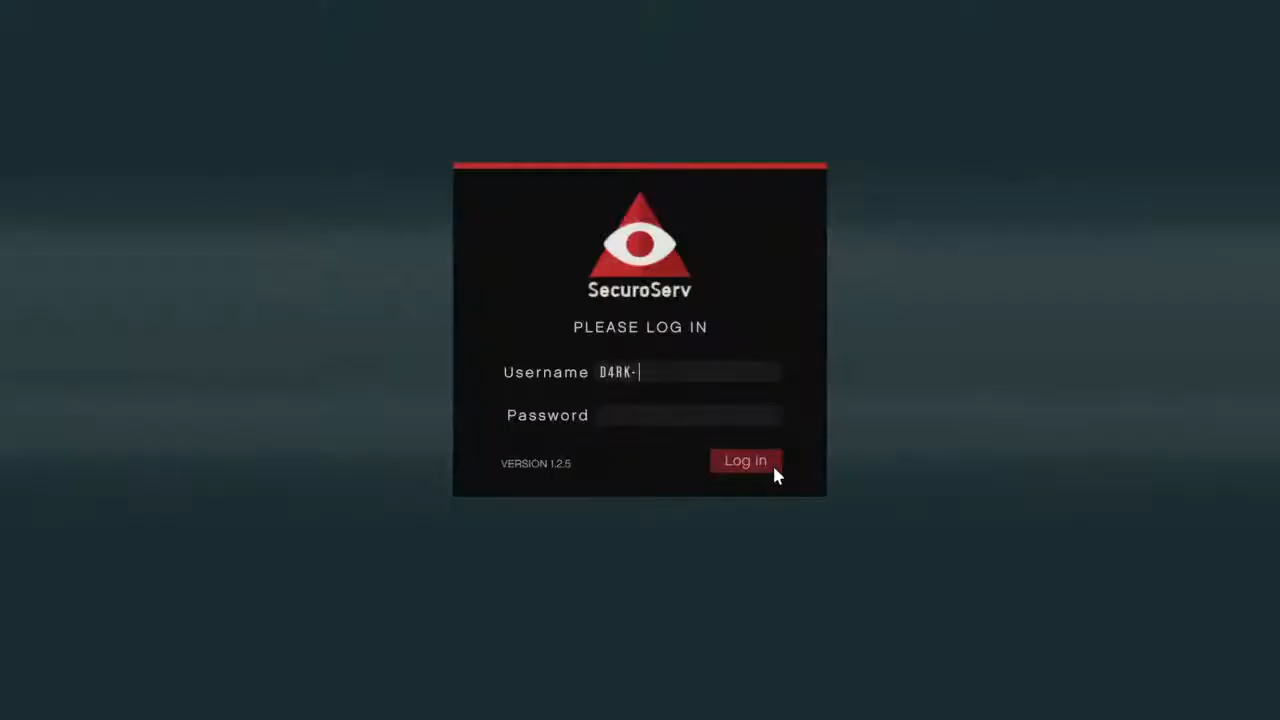 SecuroServ
PLEASE LOG IN
Username D4RK-
Password
VERSION 1.2.5
Log in